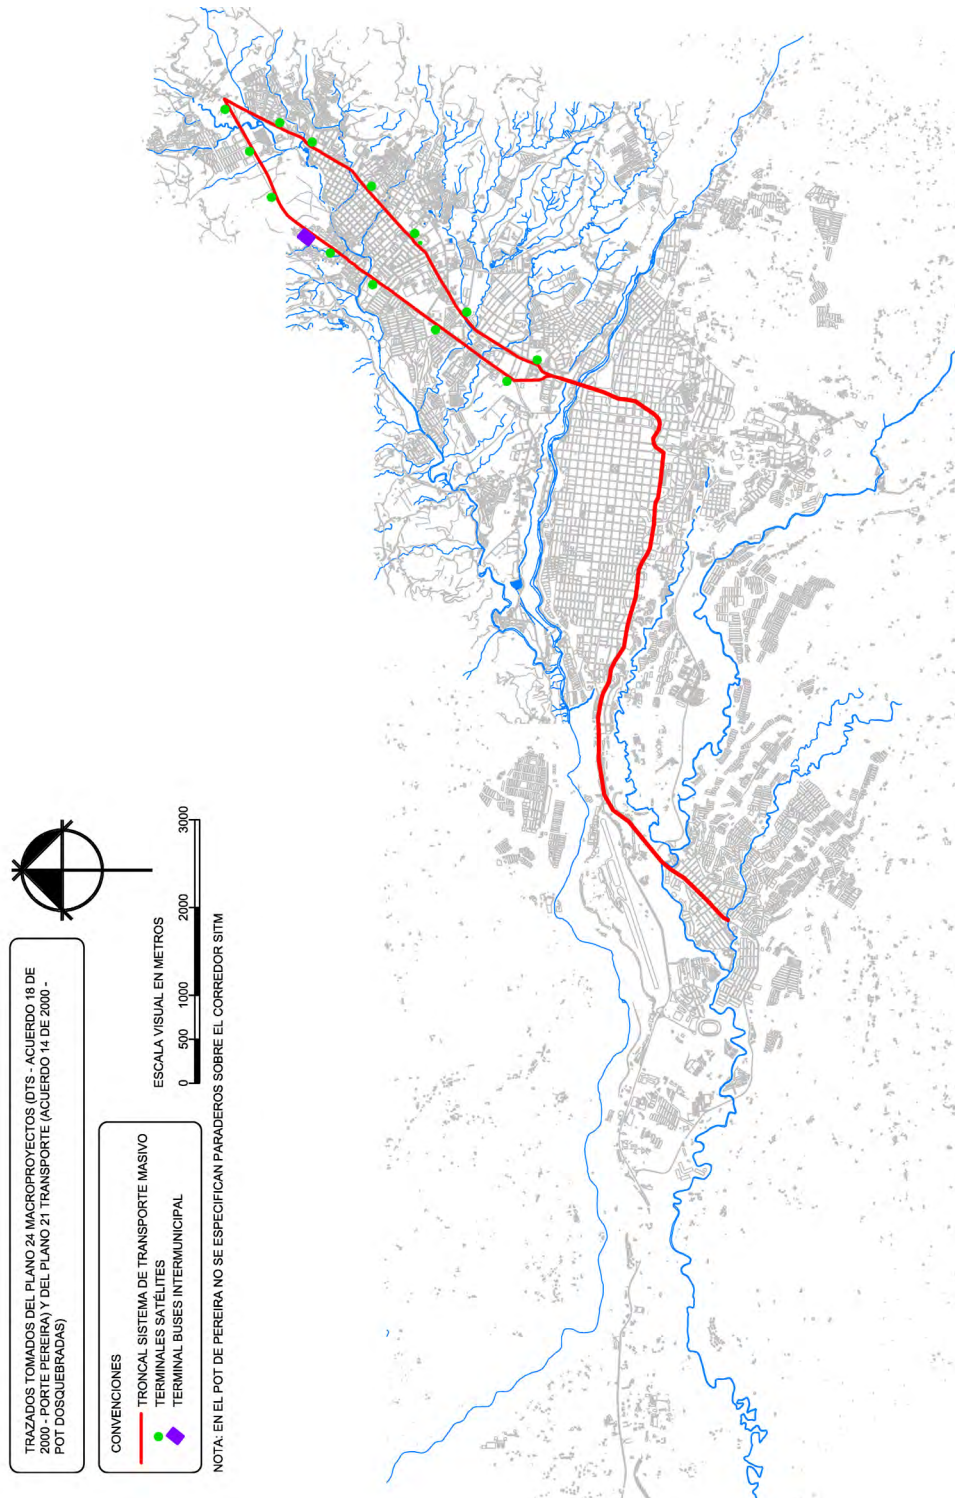 TRAZADOS TOMADOS DEL PLANO 24 MACROPROYECTOS (DTS - ACUERDO 18 DE
2000 - PORTE PEREIRA) Y DEL PLANO 21 TRANSPORTE (ACUERDO 14 DE 2000 -
POT DOSQUEBRADAS)
CONVENCIONES
TRONCAL SISTEMA DE TRANSPORTE MASIVO
TERMINALES SATÉLITES
TERMINAL BUSES INTERMUNICIPAL
ESCALA VISUAL EN METROS
0 500 1000 2000 3000
NOTA: EN EL POT DE PEREIRA NO SE ESPECIFICAN PARADEROS SOBRE EL CORREDOR SITM